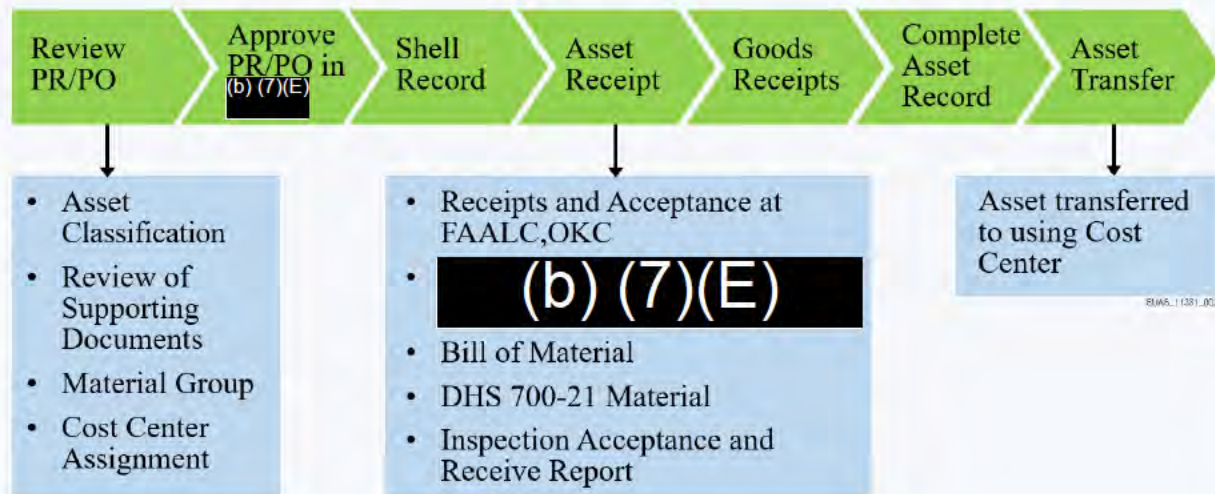 Review
PR/PO
Approve
PR/PO in
(b) (7)(E)
Shell
Record
Asset
Receipt
Goods
Receipts
Complete
Asset
Record
Asset
Transfer
• Asset
Classification
• Review of
Supporting
Documents
• Material Group
• Cost Center
Assignment
• Receipts and Acceptance at
FAALC,OKC
• (b) (7)(E)
• Bill of Material
• DHS 700-21 Material
• Inspection Acceptance and
Receive Report
Asset transferred
to using Cost
Center